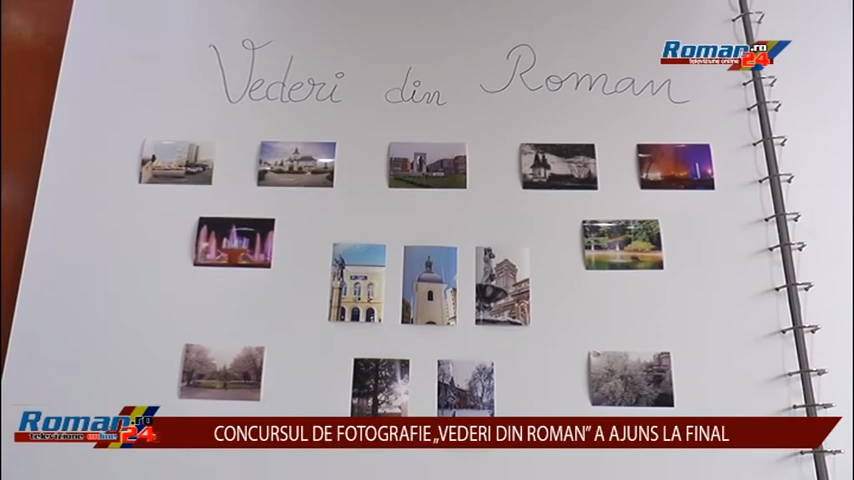 Vederi din Roman
Roman.ro
televiziune online 24
Roman.ro
televiziune online 24
CONCURSUL DE FOTOGRAFIE „VEDERI DIN ROMAN” A AJUNS LA FINAL